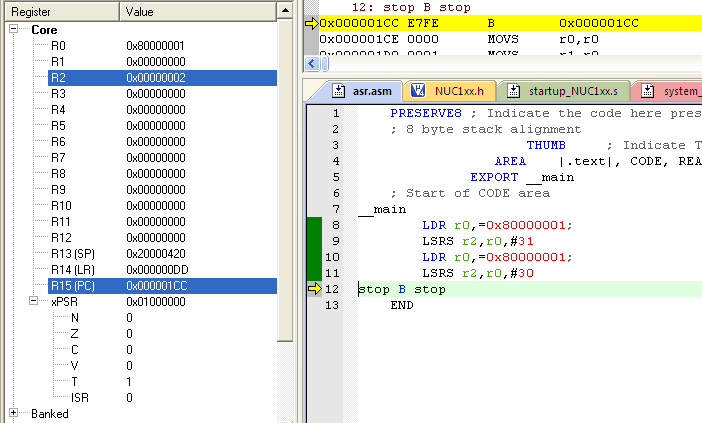 Register Value
Core
R0 0x80000001
R1 0x00000000
R2 0x00000002
R3 0x00000000
R4 0x00000000
R5 0x00000000
R6 0x00000000
R7 0x00000000
R8 0x00000000
R9 0x00000000
R10 0x00000000
R11 0x00000000
R12 0x00000000
R13 (SP) 0x20000420
R14 (LR) 0x000000DD
R15 (PC) 0x000001CC
xPSR 0x01000000
N 0
Z 0
C 0
V 0
T 1
ISR 0
Banked
12: stop B stop
0x000001CC E7FE B 0x000001CC
0x000001CE 0000 MOVS r0,r0
0x000001D0 0000 MOVS r1,r0
asr.asm NUC1xx.h startup_NUC1xx.s system_
1 PRESERVE8 ; Indicate the code here pres
2 ; 8 byte stack alignment
3 THUMB ; Indicate T
4 AREA |.text|, CODE, REA
5 EXPORT __main
6 ; Start of CODE area
7 __main
8 LDR r0,=0x80000001;
9 LSRS r2,r0,#31
10 LDR r0,=0x80000001;
11 LSRS r2,r0,#30
12 stop B stop
13 END